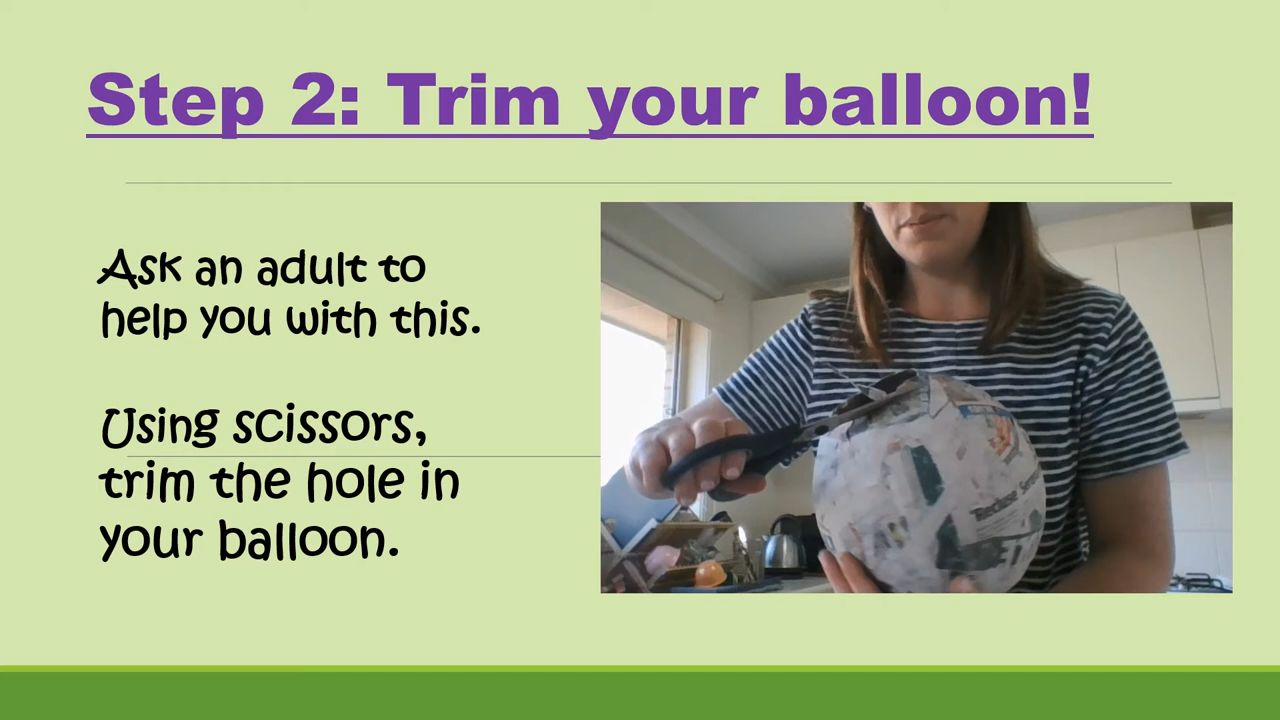 Step 2: Trim your balloon!
Ask an adult to
help you with this.
Using scissors,
trim the hole in
your balloon.